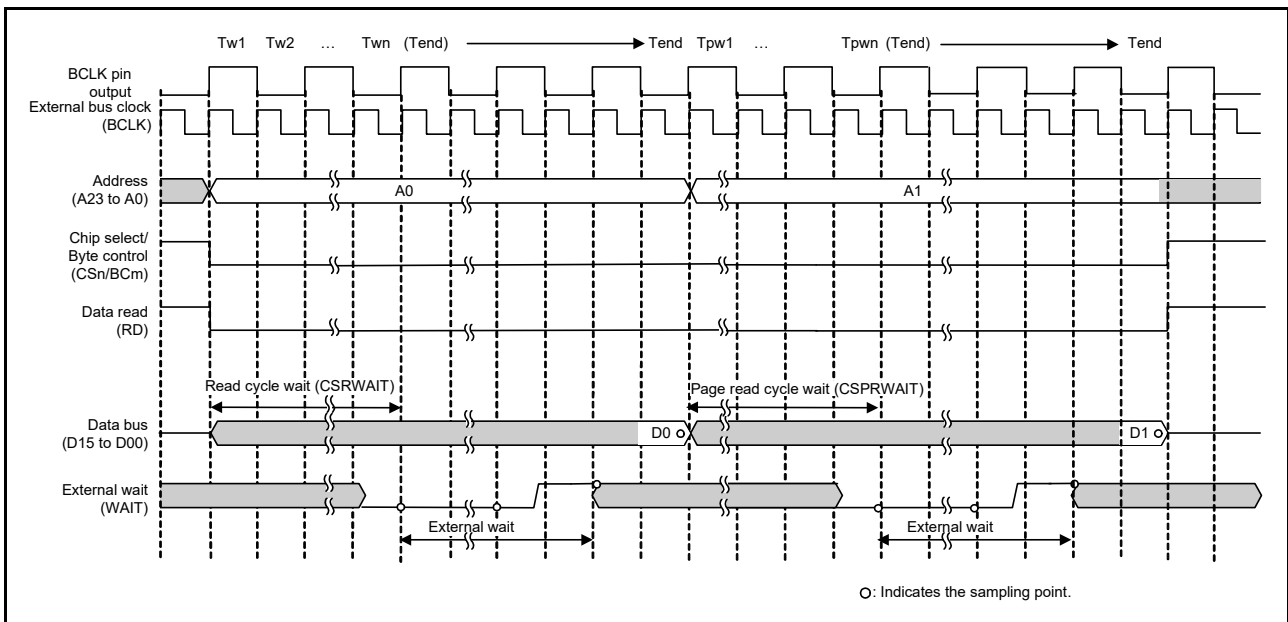 Tw1 Tw2 … Twn (Tend) Tend Tpw1 … Tpwn (Tend) Tend
BCLK pin
output
External bus clock
(BCLK)
Address
(A23 to A0)
A0 A1
Chip select/
Byte control
(CSn/BCm)
Data read
(RD)
Read cycle wait (CSRWAIT) Page read cycle wait (CSPRWAIT)
Data bus
(D15 to D00)
D0 D1
External wait
(WAIT)
External wait External wait
: Indicates the sampling point.